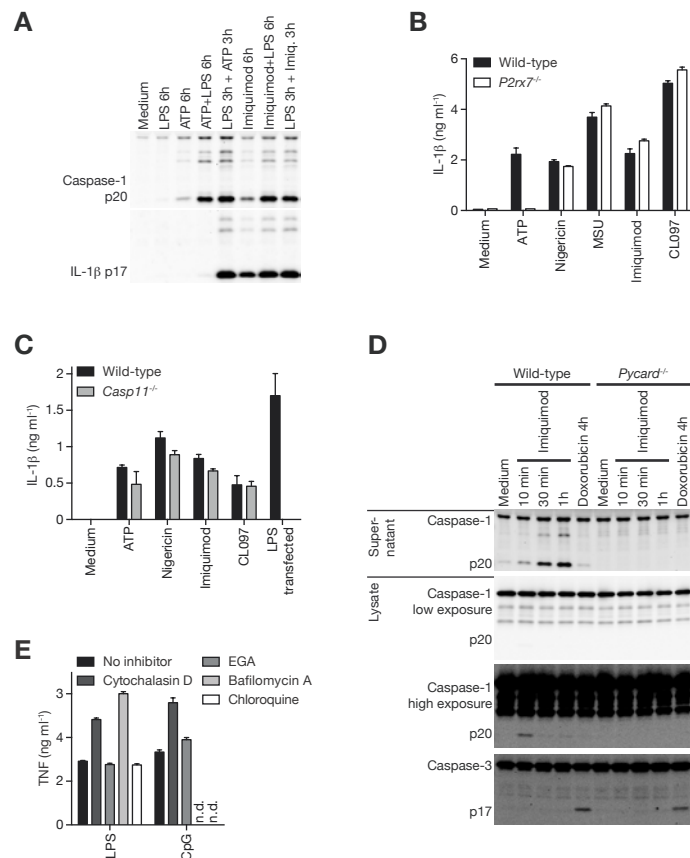 A
Medium
LPS 6h
ATP 6h
ATP+LPS 6h
LPS 3h + ATP 3h
Imiquimod 6h
Imiquimod+LPS 6h
LPS 3h + Imiq. 3h
Caspase-1
p20
IL-1β p17
B
Wild-type
P2rx7-/-
IL-1β (ng ml-1)
6
4
2
0
Medium
ATP
Nigericin
MSU
Imiquimod
CL097
C
Wild-type
Casp11-/-
IL-1β (ng ml-1)
2
1.5
1
0.5
0
Medium
ATP
Nigericin
Imiquimod
CL097
LPS
transfected
D
Wild-type
Pycard-/-
Imiquimod
Imiquimod
Medium
10 min
30 min
1h
Doxorubicin 4h
Medium
10 min
30 min
1h
Doxorubicin 4h
Super-
natant
Caspase-1
p20
Lysate
Caspase-1
low exposure
p20
Caspase-1
high exposure
p20
Caspase-3
p17
E
No inhibitor
Cytochalasin D
EGA
Bafilomycin A
Chloroquine
TNF (ng ml-1)
3
4
2
0
n.d.
n.d.
LPS
CpG